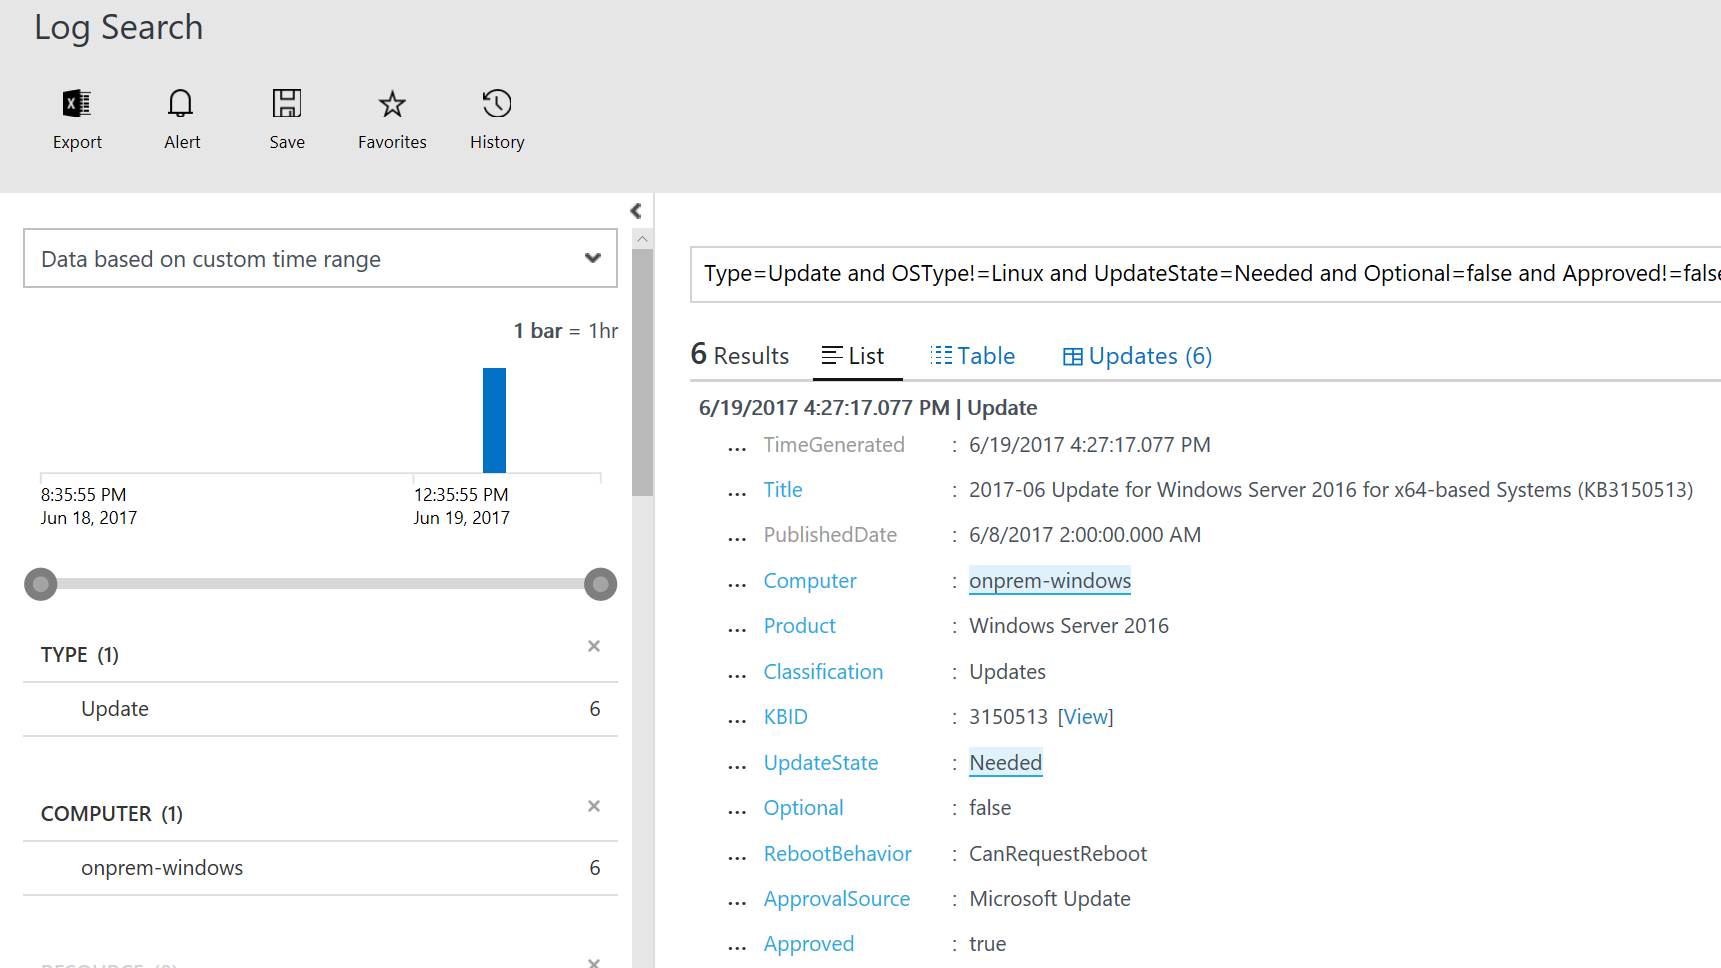 Log Search
Export
Alert
Save
Favorites
History
Data based on custom time range
1 bar = 1hr
8:35:55 PM
Jun 18, 2017
12:35:55 PM
Jun 19, 2017
TYPE (1)
Update 6
COMPUTER (1)
onprem-windows 6
Type=Update and OSType!=Linux and UpdateState=Needed and Optional=false and Approved!=false
6 Results
List
Table
Updates (6)
6/19/2017 4:27:17.077 PM | Update
... TimeGenerated : 6/19/2017 4:27:17.077 PM
... Title : 2017-06 Update for Windows Server 2016 for x64-based Systems (KB3150513)
... PublishedDate : 6/8/2017 2:00:00.000 AM
... Computer : onprem-windows
... Product : Windows Server 2016
... Classification : Updates
... KBID : 3150513 [View]
... UpdateState : Needed
... Optional : false
... RebootBehavior : CanRequestReboot
... ApprovalSource : Microsoft Update
... Approved : true